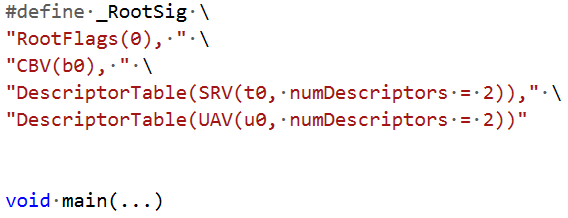 #define _RootSig \
"RootFlags(0), " \
"CBV(b0), " \
"DescriptorTable(SRV(t0, numDescriptors = 2))," \
"DescriptorTable(UAV(u0, numDescriptors = 2))"
void main(...)